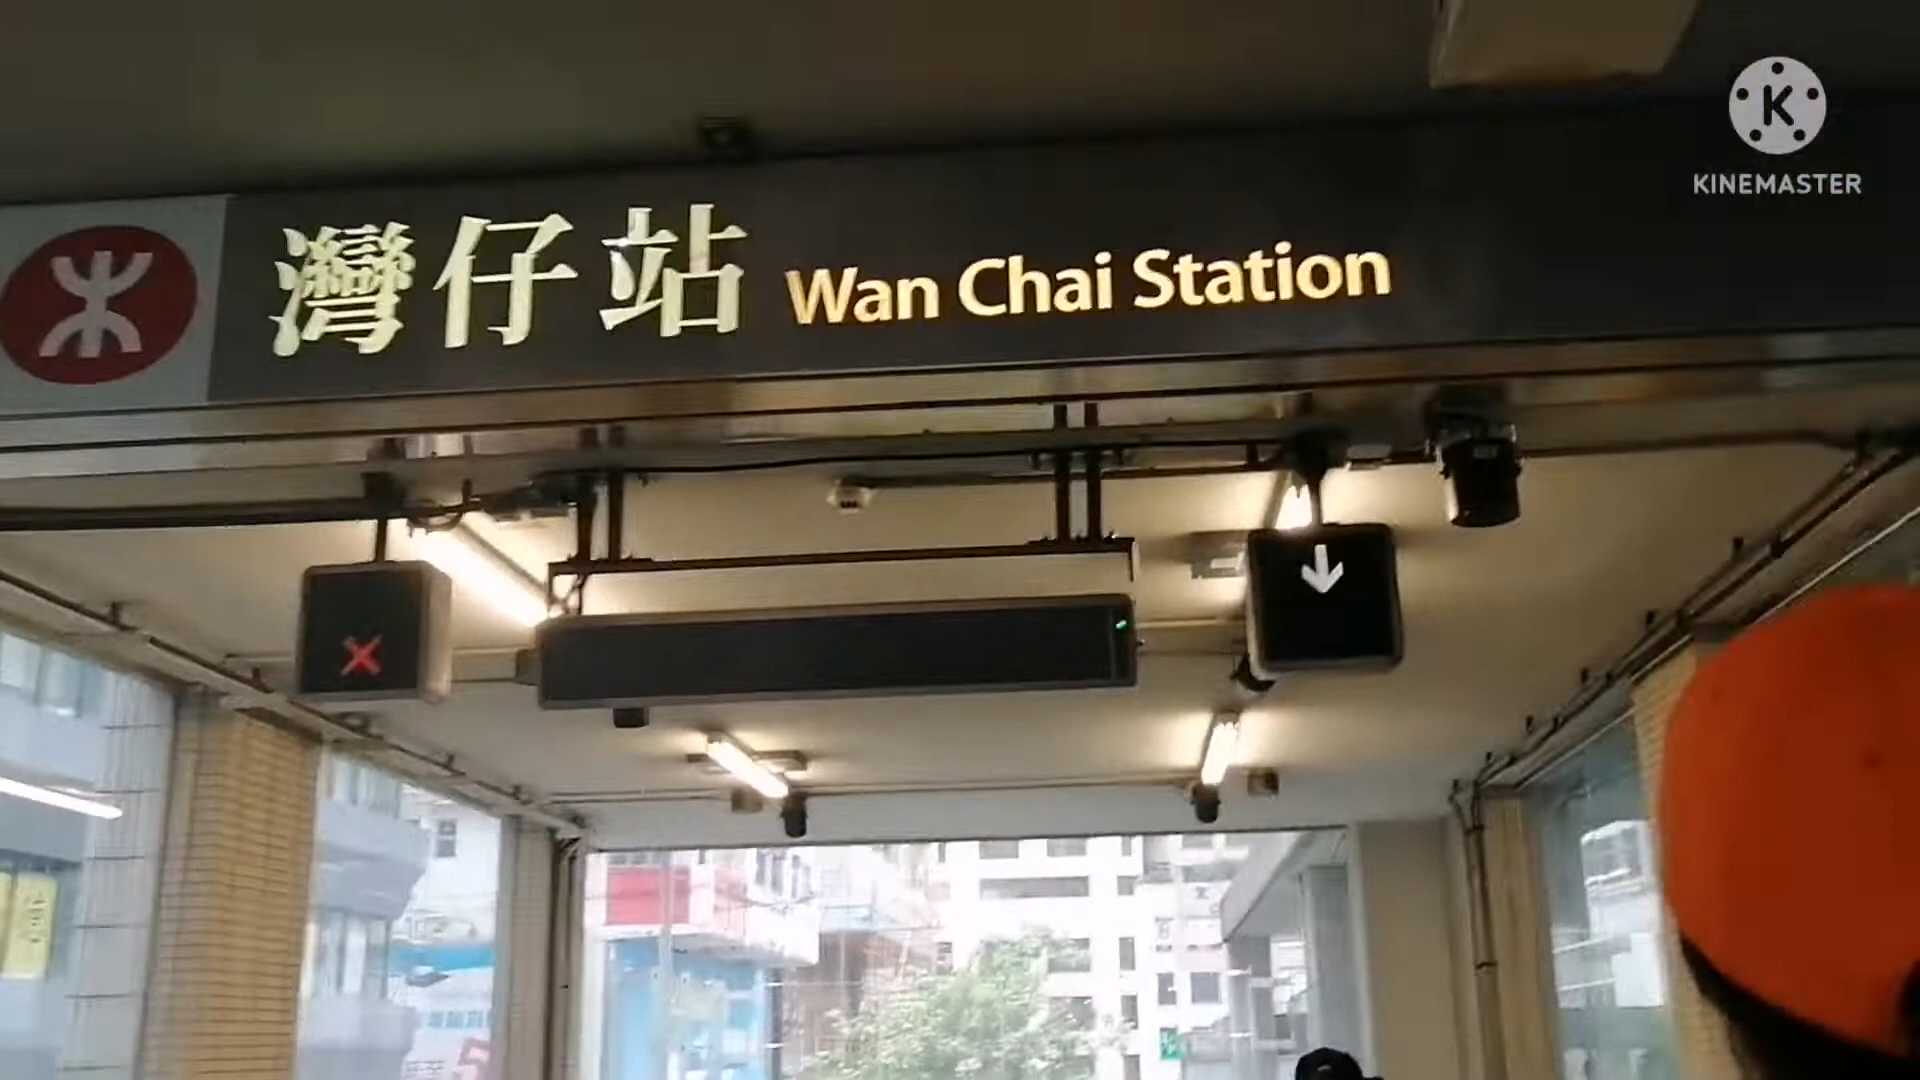 灣仔站 Wan Chai Station
K
KINEMASTER